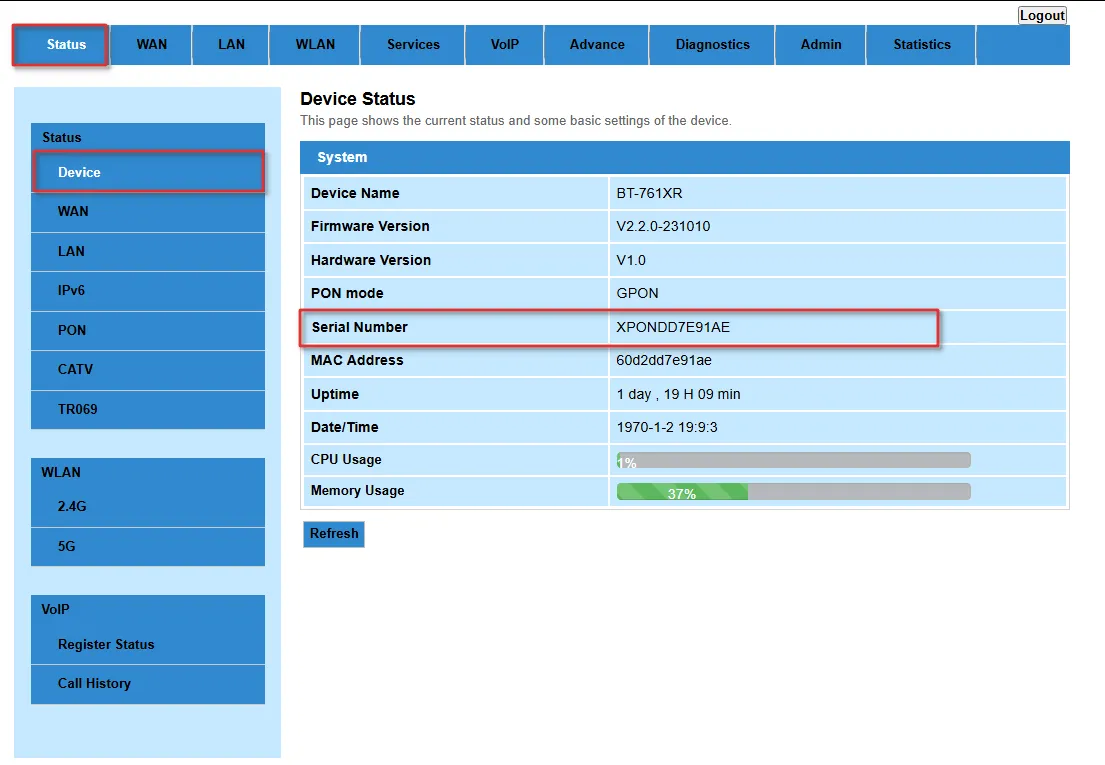 Logout
Status WAN LAN WLAN Services VoIP Advance Diagnostics Admin Statistics
Status
Device
WAN
LAN
IPv6
PON
CATV
TR069
WLAN
2.4G
5G
VoIP
Register Status
Call History
Device Status
This page shows the current status and some basic settings of the device.
System
Device Name BT-761XR
Firmware Version V2.2.0-231010
Hardware Version V1.0
PON mode GPON
Serial Number XPONDD7E91AE
MAC Address 60d2dd7e91ae
Uptime 1 day , 19 H 09 min
Date/Time 1970-1-2 19:9:3
CPU Usage 1%
Memory Usage 37%
Refresh